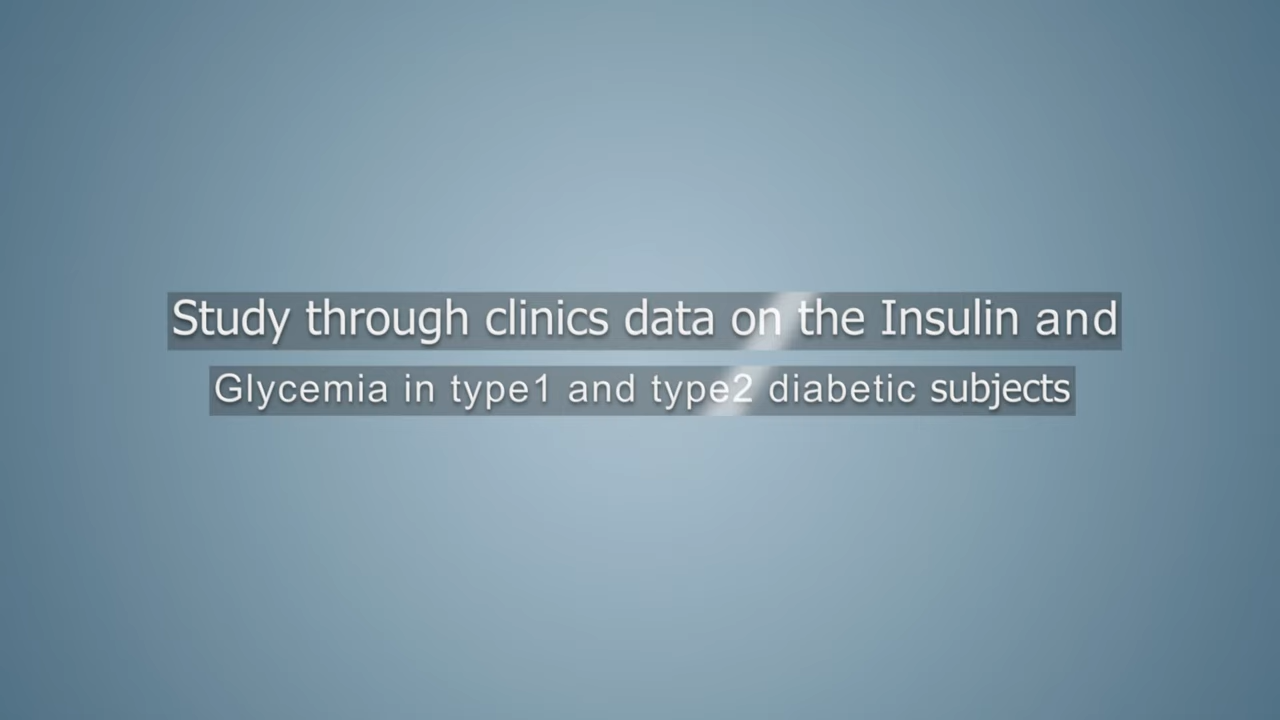 Study through clinics data on the Insulin and
Glycemia in type1 and type2 diabetic subjects